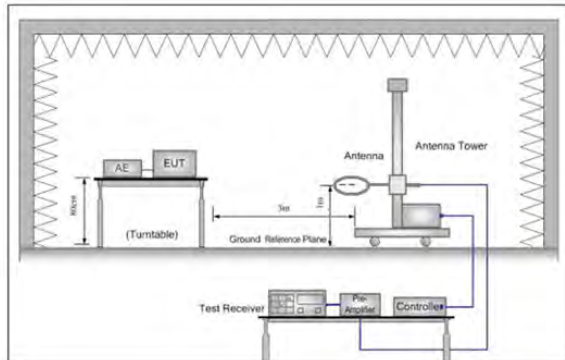 Antenna Tower
Antenna
EUT
AE
80cm
3m
1m
(Turntable)
Ground Reference Plane
Test Receiver
Pre-
Amplifier
Controller